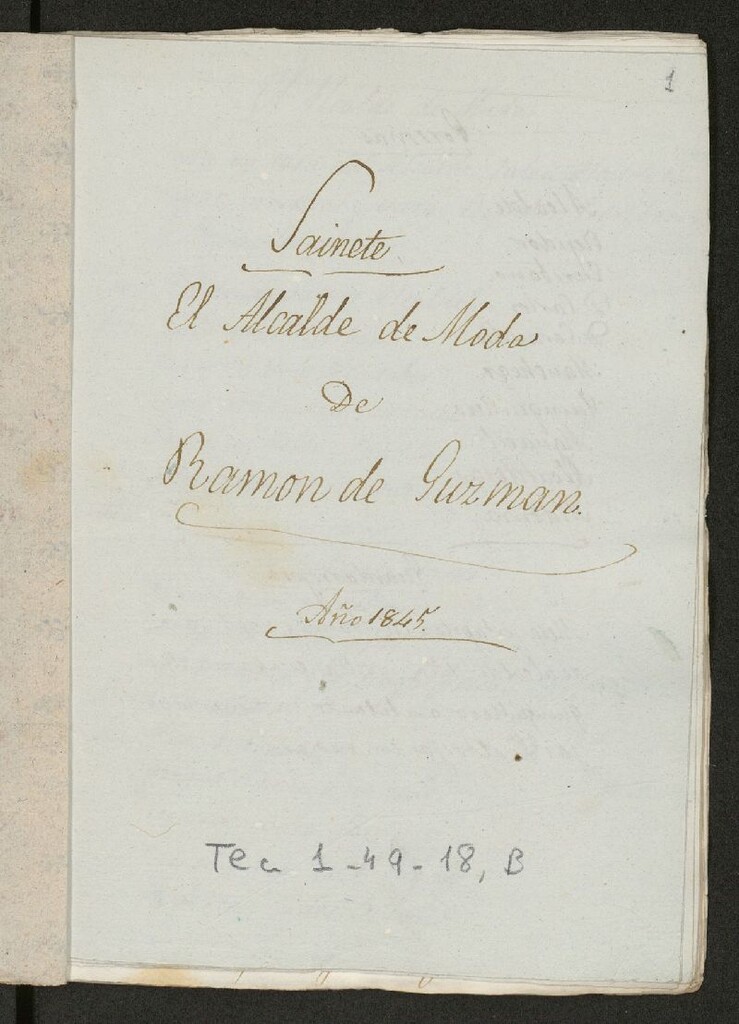 1
Sainete
El Alcalde de Moda
De
Ramon de Guzman.
Año 1845.
Tea 1-49-18, B